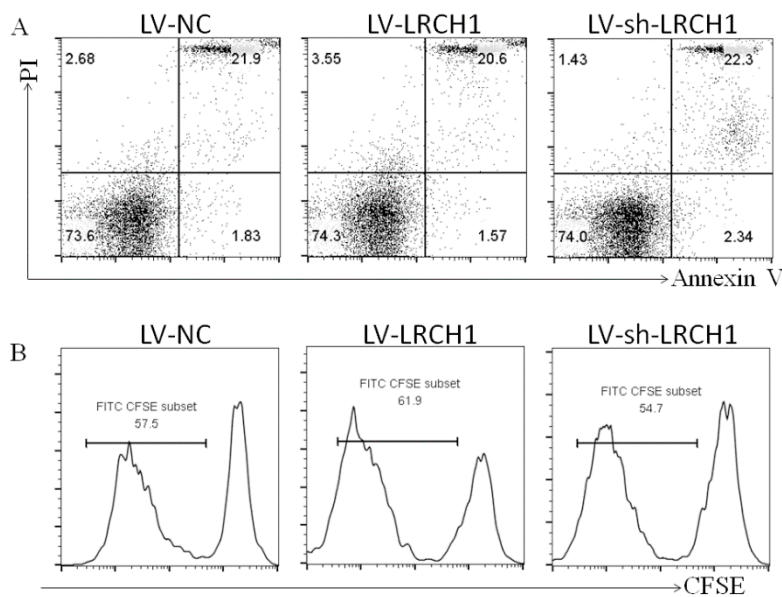 A
LV-NC
LV-LRCH1
LV-sh-LRCH1
PI
2.68
21.9
73.6
1.83
3.55
20.6
74.3
1.57
1.43
22.3
74.0
2.34
Annexin V
B
LV-NC
LV-LRCH1
LV-sh-LRCH1
FITC CFSE subset
57.5
FITC CFSE subset
61.9
FITC CFSE subset
54.7
CFSE